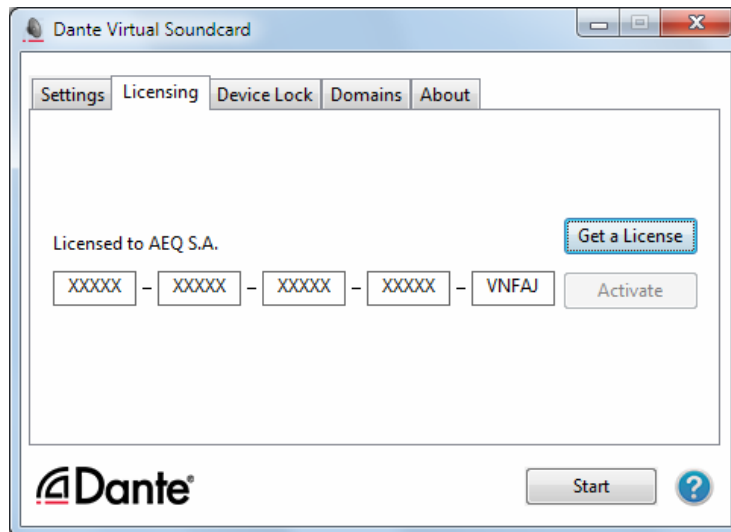 Dante Virtual Soundcard
Settings Licensing Device Lock Domains About
Get a License
Licensed to AEQ S.A.
XXXXX – XXXXX – XXXXX – XXXXX – VNFAJ
Activate
Dante®
Start
?